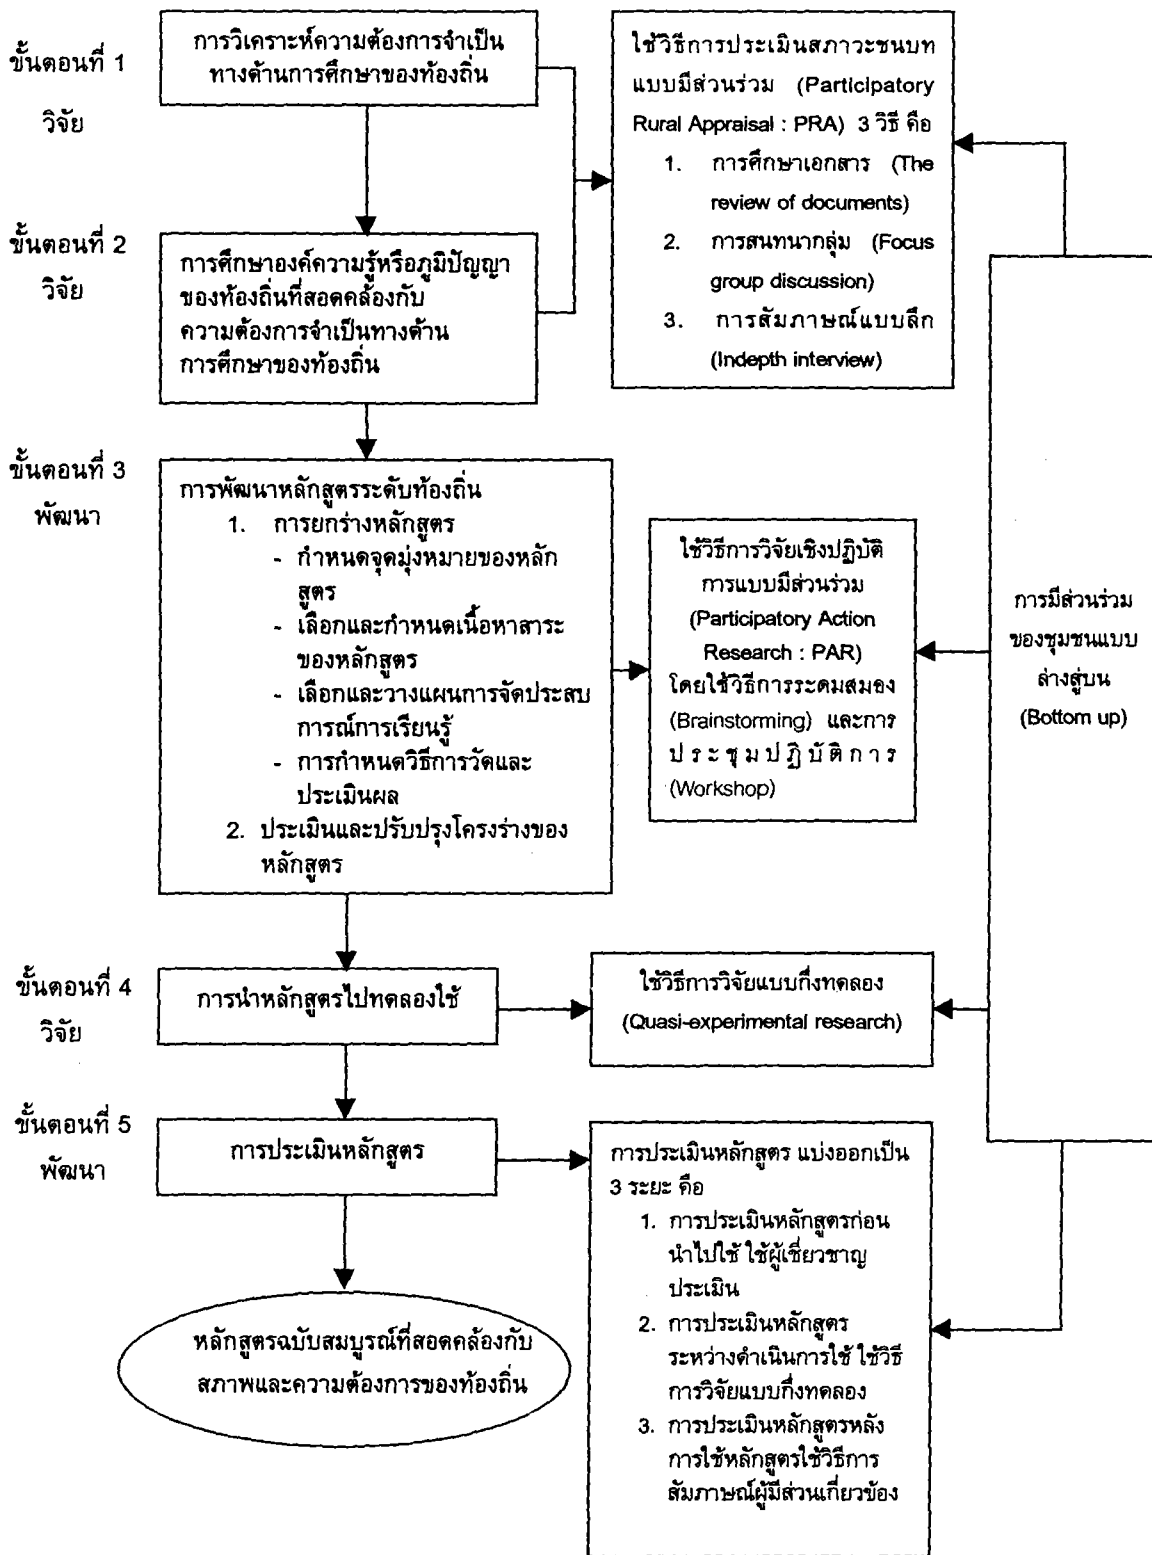 ขั้นตอนที่ 1
วิจัย
การวิเคราะห์ความต้องการจำเป็น
ทางด้านการศึกษาของท้องถิ่น
ใช้วิธีการประเมินสภาวะชนบท
แบบมีส่วนร่วม (Participatory
Rural Appraisal : PRA) 3 วิธี คือ
1. การศึกษาเอกสาร (The
review of documents)
2. การสนทนากลุ่ม (Focus
group discussion)
3. การสัมภาษณ์แบบลึก
(Indepth interview)
ขั้นตอนที่ 2
วิจัย
การศึกษาองค์ความรู้หรือภูมิปัญญา
ของท้องถิ่นที่สอดคล้องกับ
ความต้องการจำเป็นทางด้าน
การศึกษาของท้องถิ่น
ขั้นตอนที่ 3
พัฒนา
การพัฒนาหลักสูตรระดับท้องถิ่น
1. การยกร่างหลักสูตร
- กำหนดจุดมุ่งหมายของหลัก
สูตร
- เลือกและกำหนดเนื้อหาสาระ
ของหลักสูตร
- เลือกและวางแผนการจัดประสบ
การณ์การเรียนรู้
- การกำหนดวิธีการวัดและ
ประเมินผล
2. ประเมินและปรับปรุงโครงร่างของ
หลักสูตร
ใช้วิธีการวิจัยเชิงปฏิบัติ
การแบบมีส่วนร่วม
(Participatory Action
Research : PAR)
โดยใช้วิธีการระดมสมอง
(Brainstorming) และการ
ประชุมปฏิบัติการ
(Workshop)
การมีส่วนร่วม
ของชุมชนแบบ
ล่างสู่บน
(Bottom up)
ขั้นตอนที่ 4
วิจัย
การนำหลักสูตรไปทดลองใช้
ใช้วิธีการวิจัยแบบกึ่งทดลอง
(Quasi-experimental research)
ขั้นตอนที่ 5
พัฒนา
การประเมินหลักสูตร
การประเมินหลักสูตร แบ่งออกเป็น
3 ระยะ คือ
1. การประเมินหลักสูตรก่อน
นำไปใช้ ใช้ผู้เชี่ยวชาญ
ประเมิน
2. การประเมินหลักสูตร
ระหว่างดำเนินการใช้ ใช้วิธี
การวิจัยแบบกึ่งทดลอง
3. การประเมินหลักสูตรหลัง
การใช้หลักสูตรใช้วิธีการ
สัมภาษณ์ผู้มีส่วนเกี่ยวข้อง
หลักสูตรฉบับสมบูรณ์ที่สอดคล้องกับ
สภาพและความต้องการของท้องถิ่น